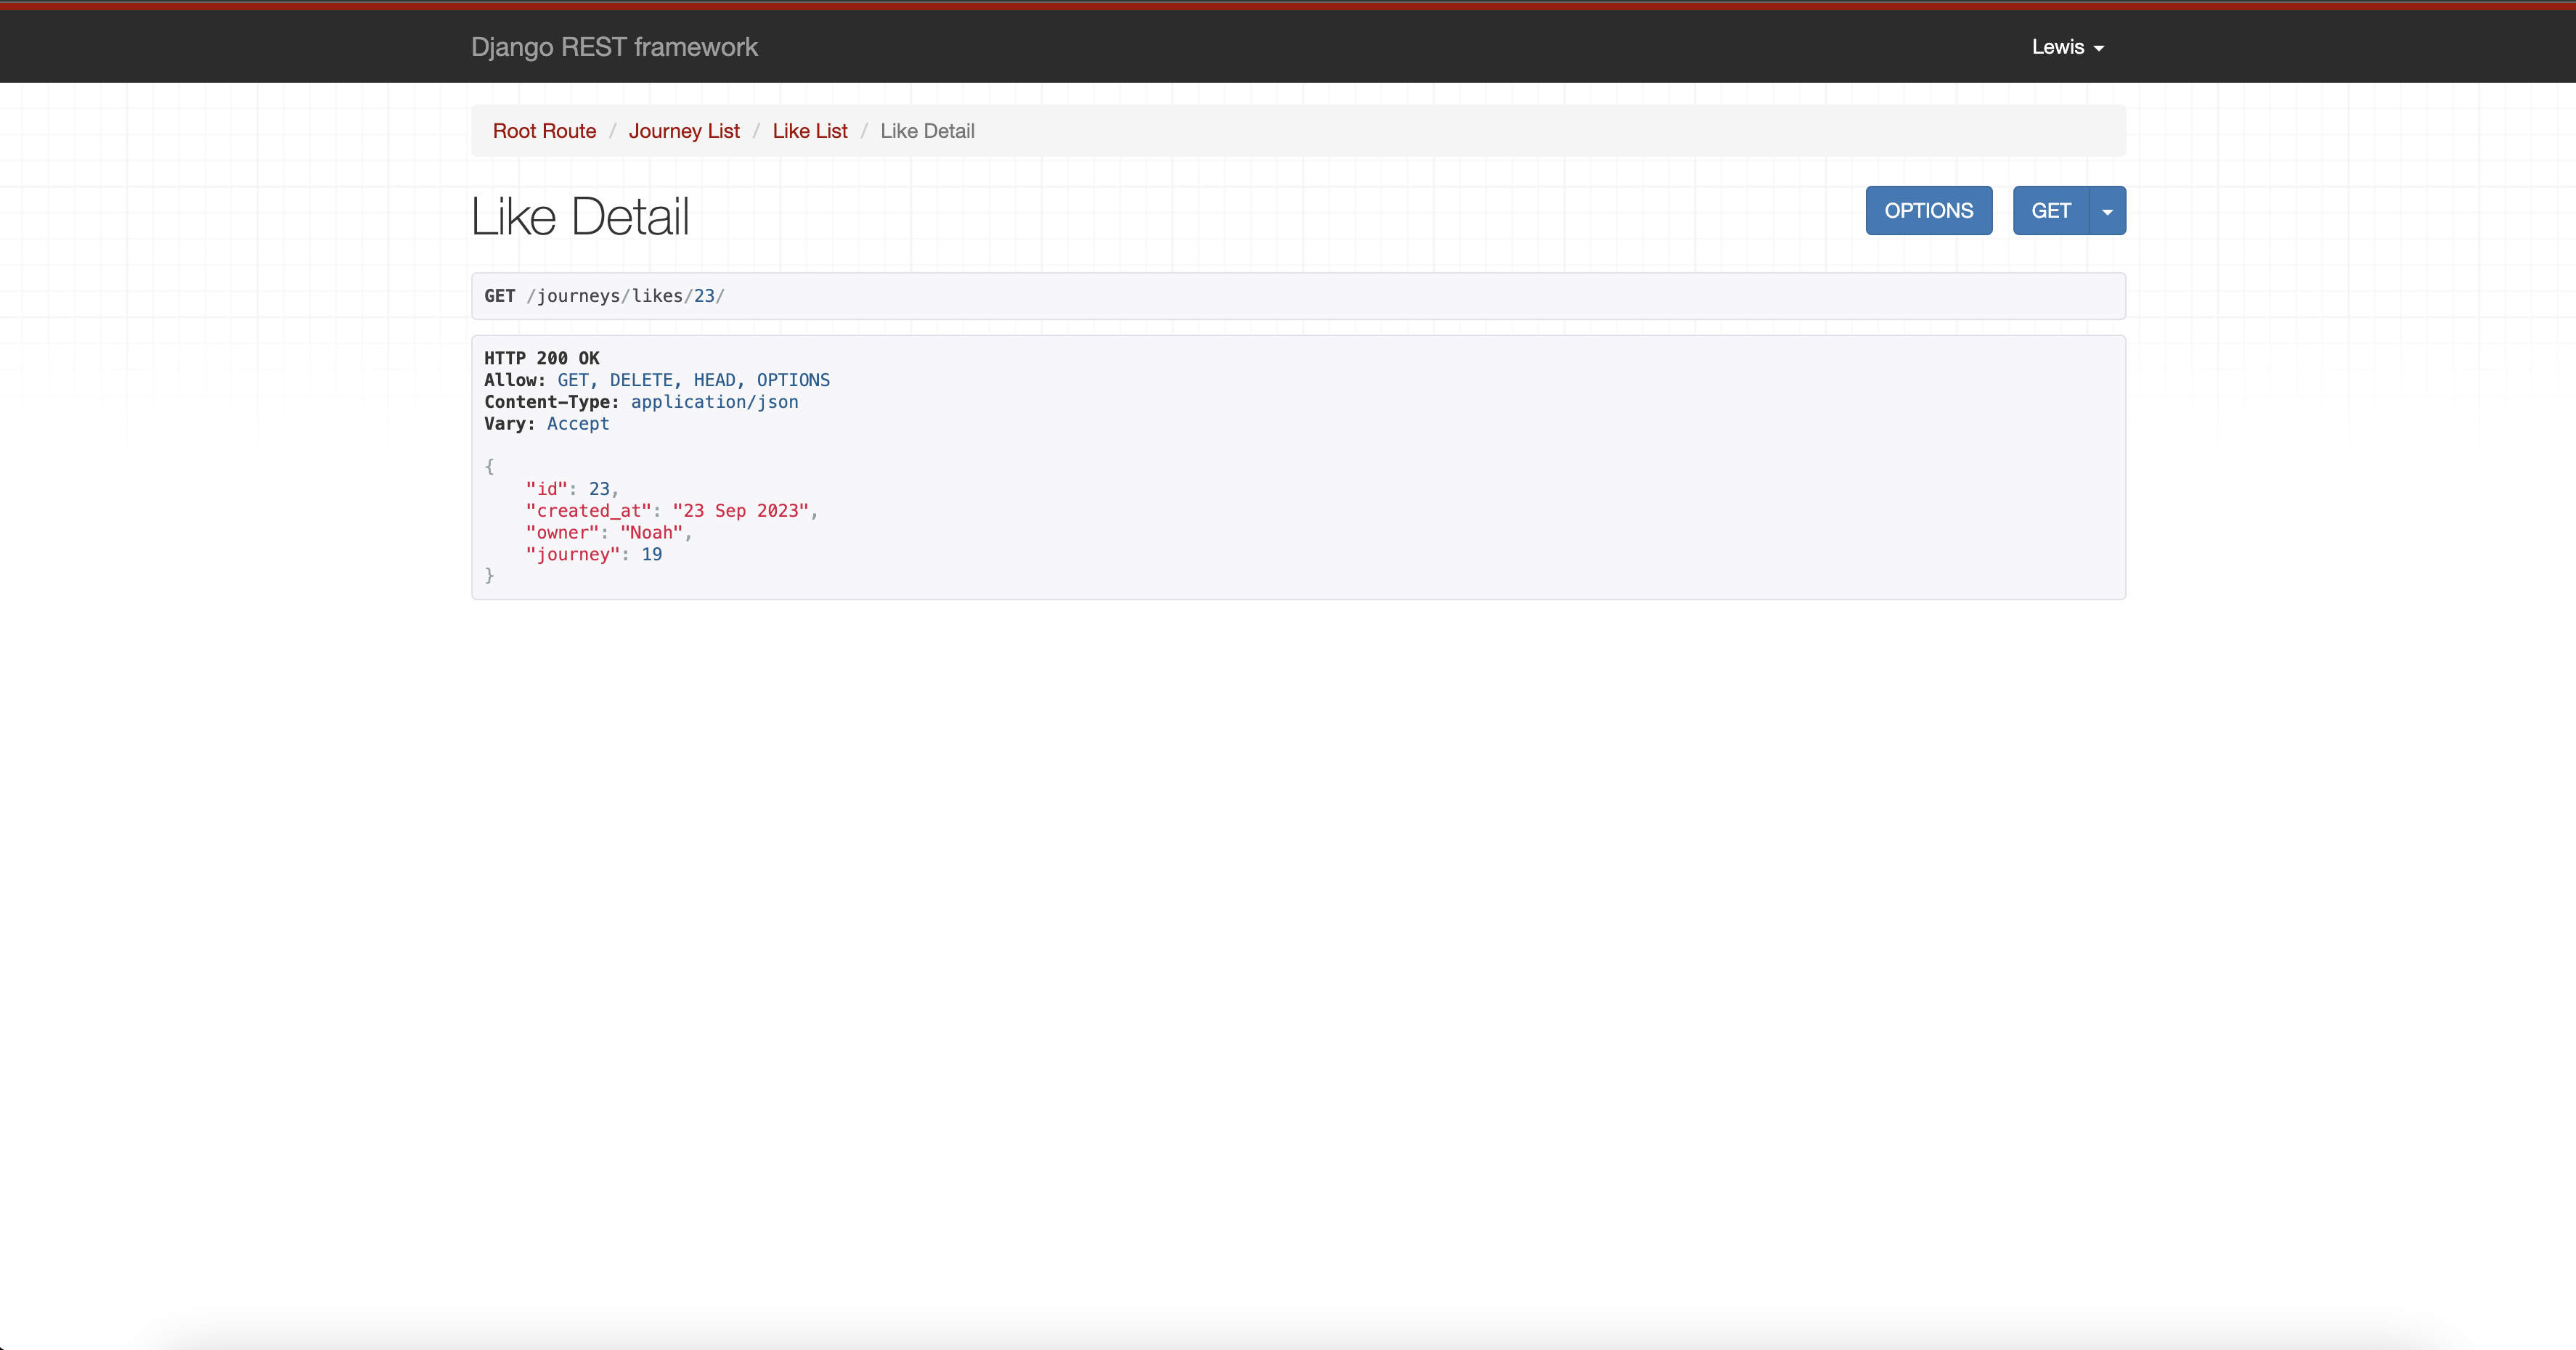 Django REST framework
Lewis
Root Route / Journey List / Like List / Like Detail
Like Detail
OPTIONS
GET
GET /journeys/likes/23/
HTTP 200 OK
Allow: GET, DELETE, HEAD, OPTIONS
Content-Type: application/json
Vary: Accept
{
    "id": 23,
    "created_at": "23 Sep 2023",
    "owner": "Noah",
    "journey": 19
}